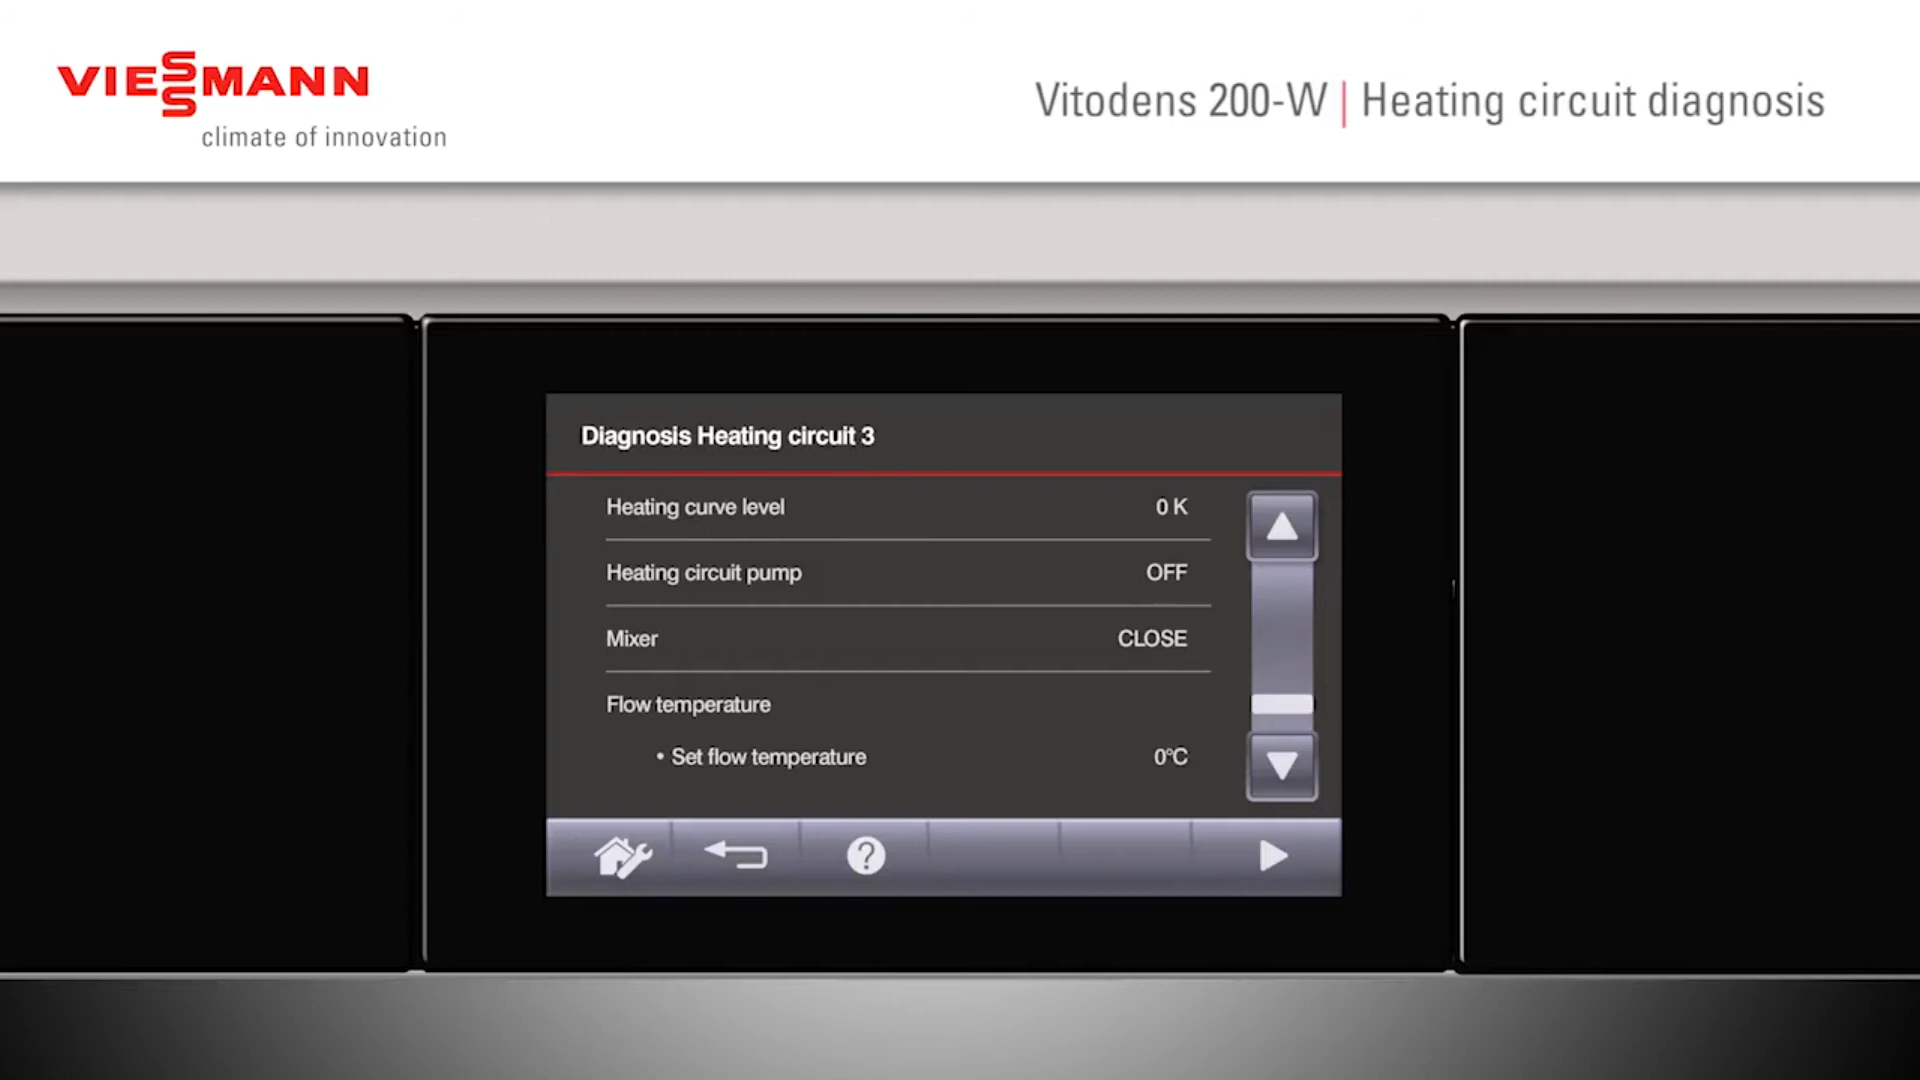 VIESSMANN
climate of innovation
Vitodens 200-W | Heating circuit diagnosis
Diagnosis Heating circuit 3
Heating curve level 0 K
Heating circuit pump OFF
Mixer CLOSE
Flow temperature
• Set flow temperature 0°C
?